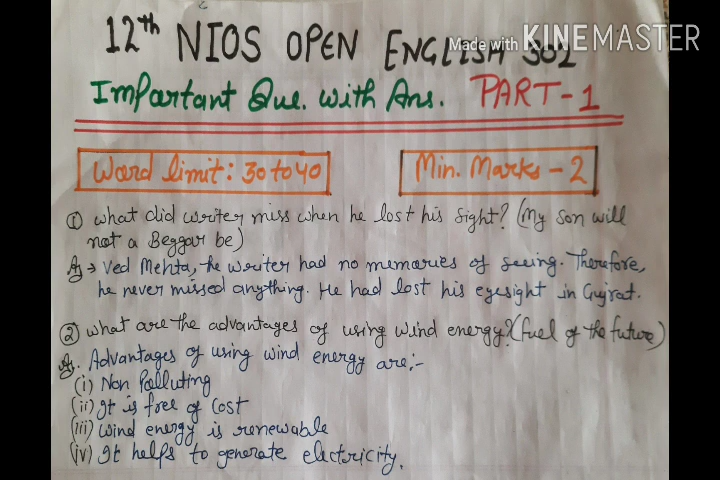 12th NIOS OPEN ENGLISH 302
Made with KINEMASTER
Important Que. with Ans. PART-1
Word limit: 30 to 40
Min. Marks - 2
① What did writer miss when he lost his sight? (My son will
not a Beggar be)
A → Ved Mehta, the writer had no memories of seeing. Therefore,
he never missed anything. He had lost his eyesight in Gujrat.
② What are the advantages of using wind energy? (fuel of the future)
A. Advantages of using wind energy are:-
(i) Non Polluting
(ii) It is free of cost
(iii) Wind energy is renewable
(iv) It helps to generate electricity.